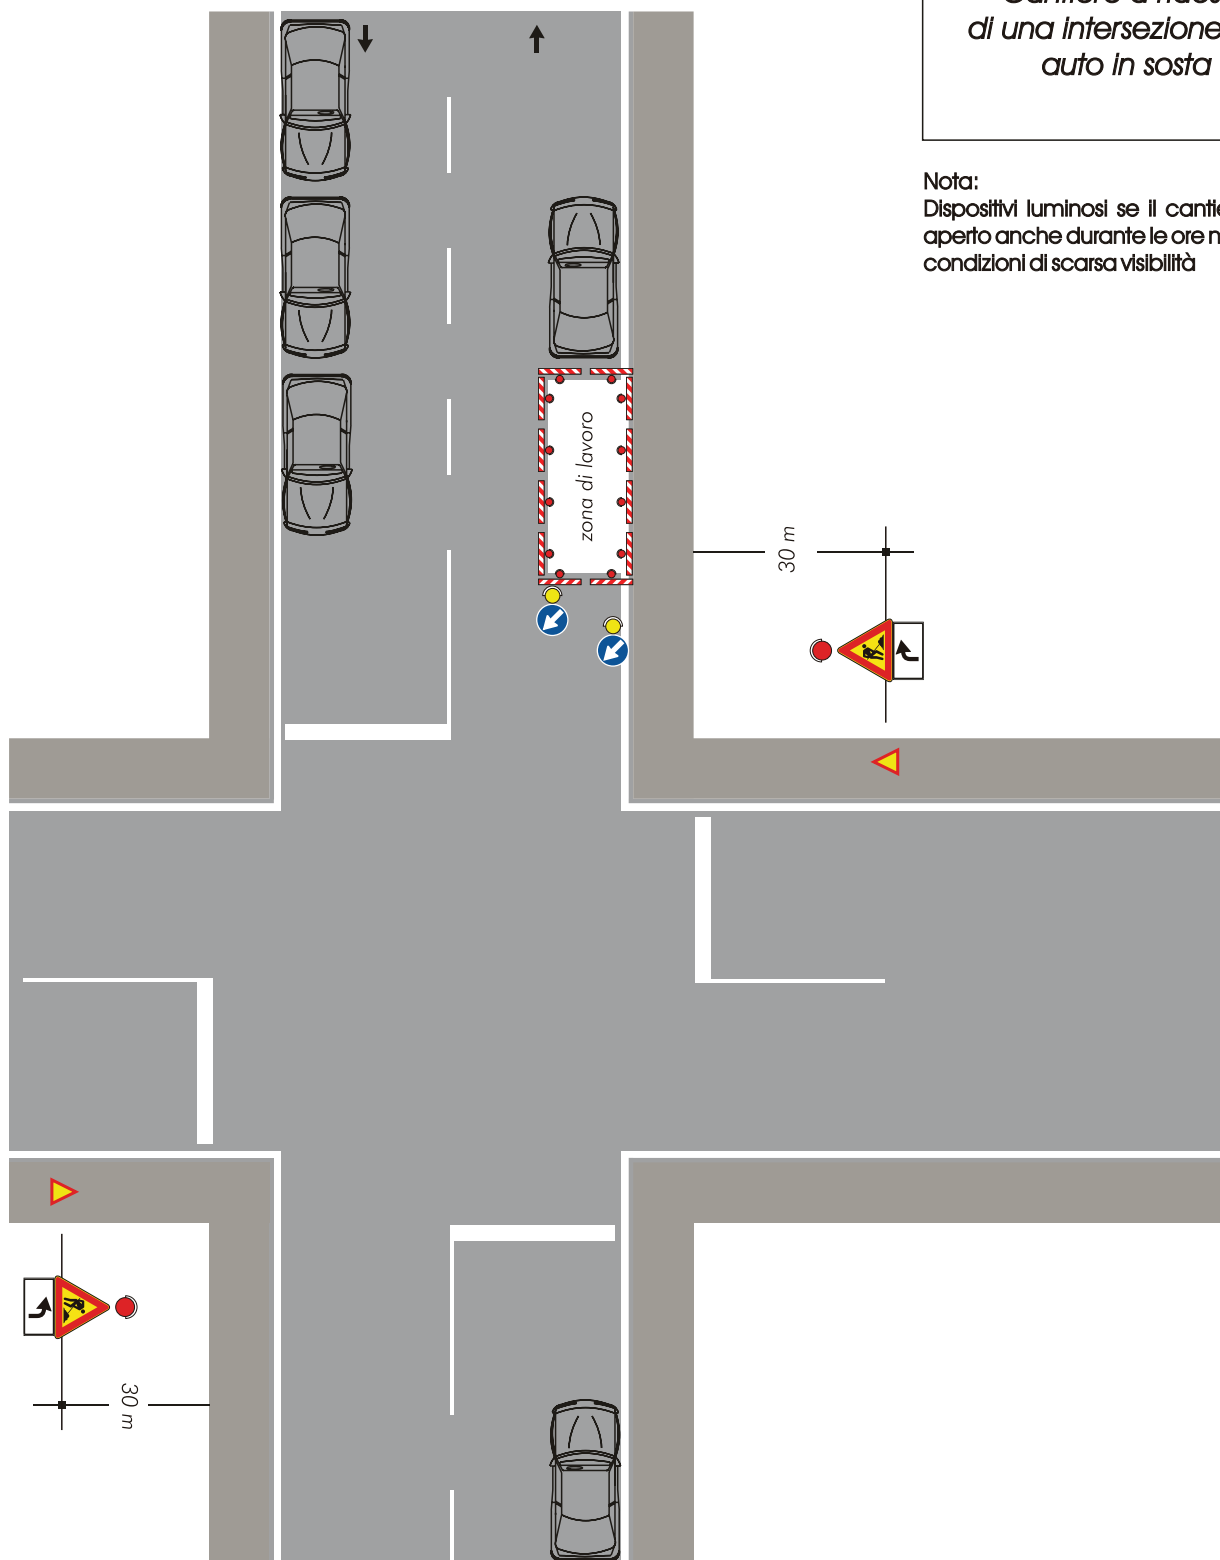 di una intersezione
auto in sosta
Nota:
Dispositivi luminosi se il
aperto anche durante le ore
condizioni di scarsa visibilità
zona di lavoro
30 m
30 m